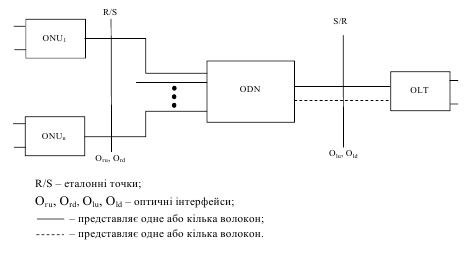 R/S
S/R
ONU₁
ODN
OLT
ONUₙ
Oᵣᵤ, Oᵣd
Oₗᵤ, Oₗd
R/S – еталонні точки;
Oᵣᵤ, Oᵣd, Oₗᵤ, Oₗd – оптичні інтерфейси;
– представляє одне або кілька волокон;
– представляє одне або кілька волокон.